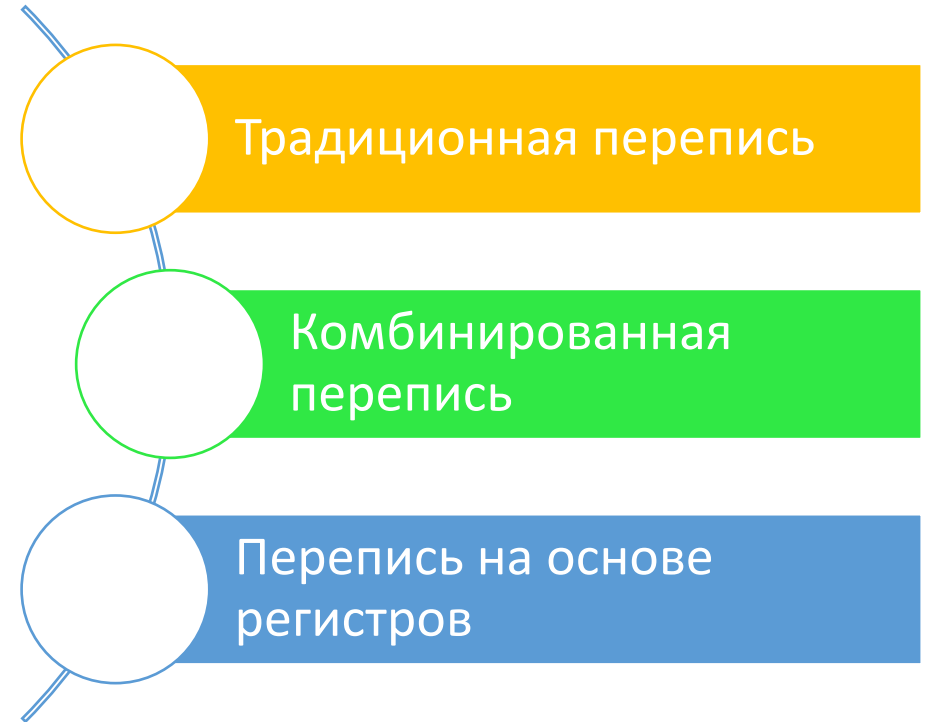 Традиционная перепись
Комбинированная
перепись
Перепись на основе
регистров